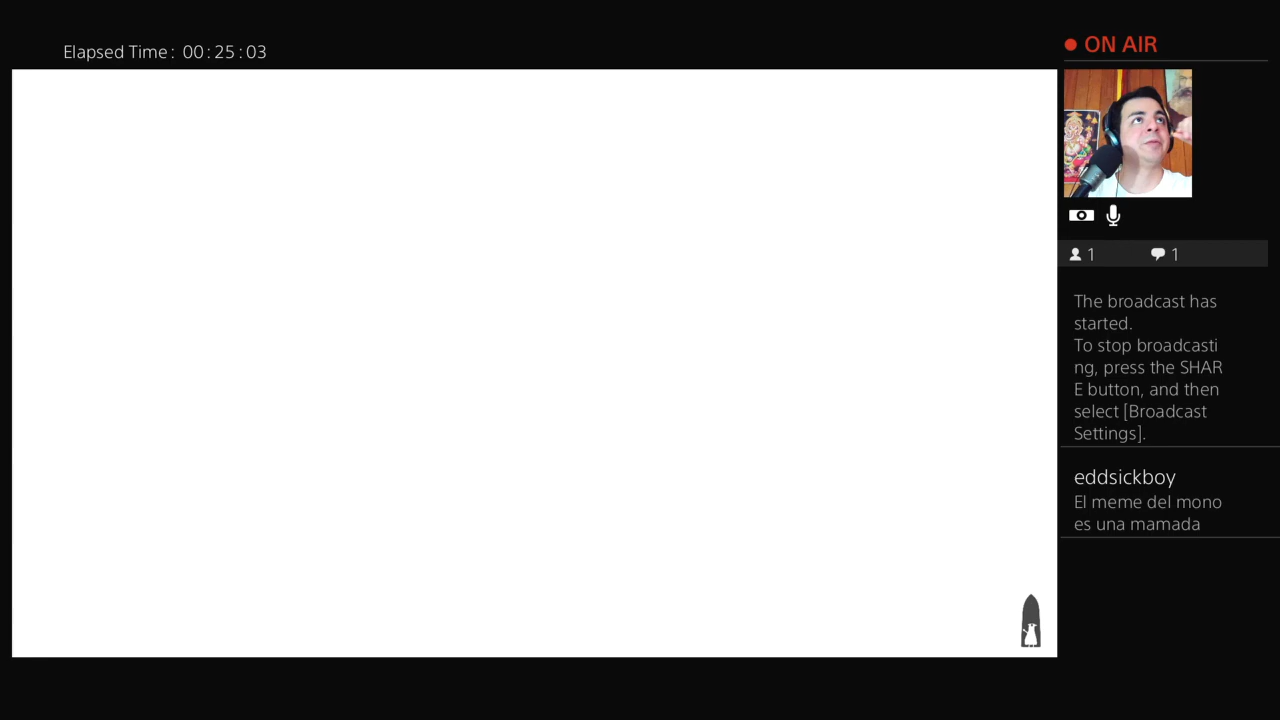 Elapsed Time: 00:25:03
ON AIR
1 1
The broadcast has
started.
To stop broadcasti
ng, press the SHAR
E button, and then
select [Broadcast
Settings].
eddsickboy
El meme del mono
es una mamada